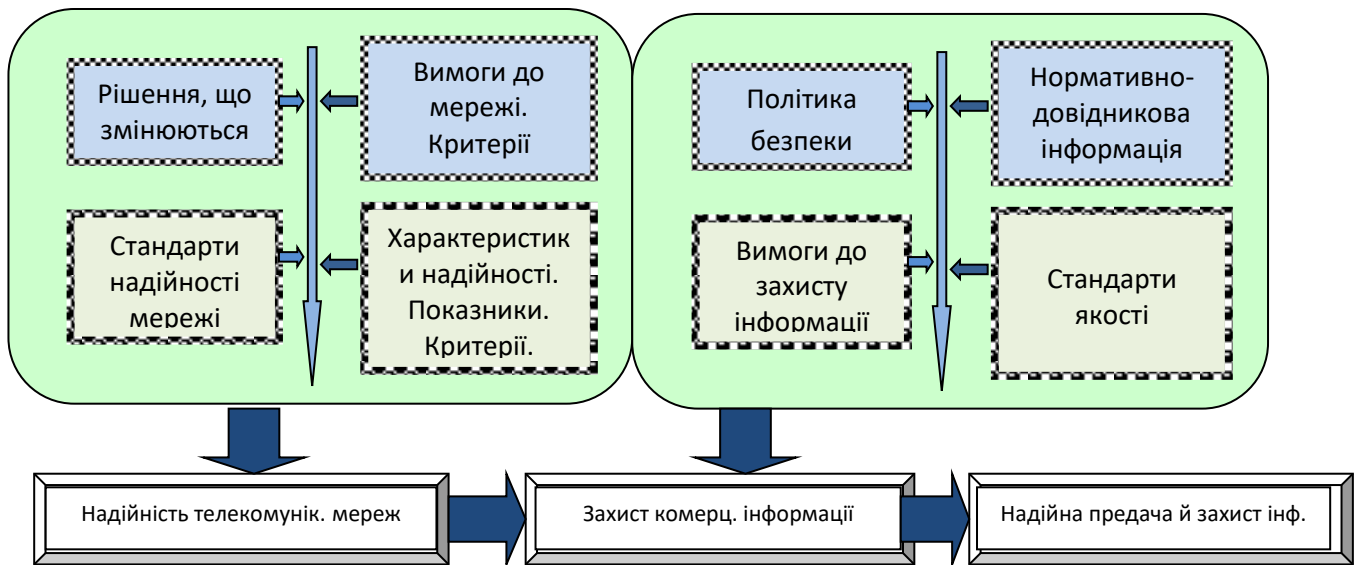 Рішення, що
змінюються
Вимоги до
мережі.
Критерії
Стандарти
надійності
мережі
Характеристик
и надійності.
Показники.
Критерії.
Політика
безпеки
Нормативно-
довідникова
інформація
Вимоги до
захисту
інформації
Стандарти
якості
Надійність телекомунік. мереж
Захист комерц. інформації
Надійна предача й захист інф.